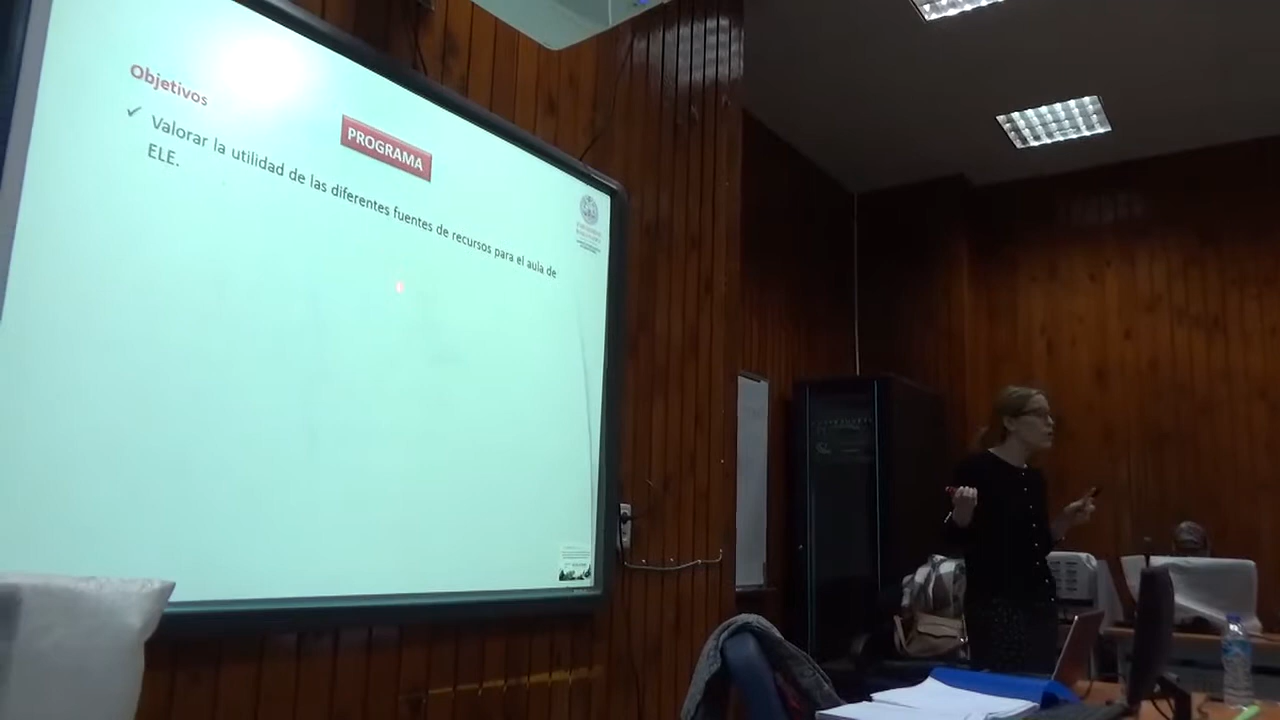 Objetivos
PROGRAMA
✓ Valorar la utilidad de las diferentes fuentes de recursos para el aula de
ELE.